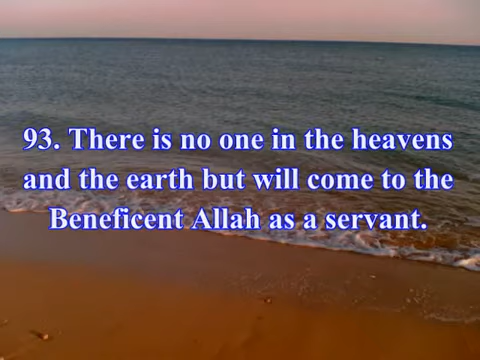 93. There is no one in the heavens
and the earth but will come to the
Beneficent Allah as a servant.